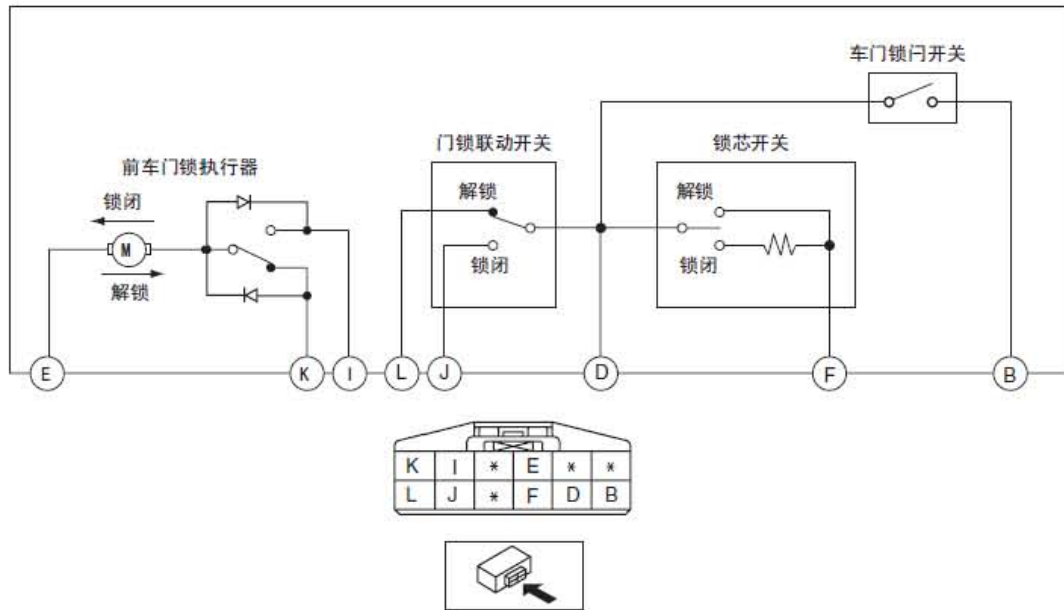 车门锁闩开关
门锁联动开关
锁芯开关
前车门锁执行器
锁闭
解锁
解锁
M
解锁
锁闭
锁闭
E
K
I
L
J
D
F
B
K I * E * *
L J * F D B